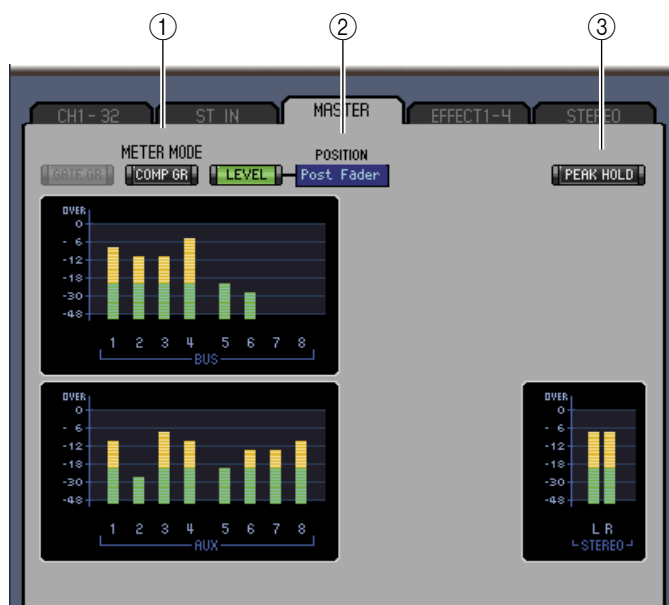 ① ② ③
CH1-32 ST IN MASTER EFFECT1-4 STEREO
METER MODE POSITION
GATE GR COMP GR LEVEL Post Fader PEAK HOLD
OVER
0
- 6
-12
-18
-30
-48
1 2 3 4 5 6 7 8
BUS
OVER
0
- 6
-12
-18
-30
-48
1 2 3 4 5 6 7 8
AUX
OVER
0
- 6
-12
-18
-30
-48
L R
STEREO